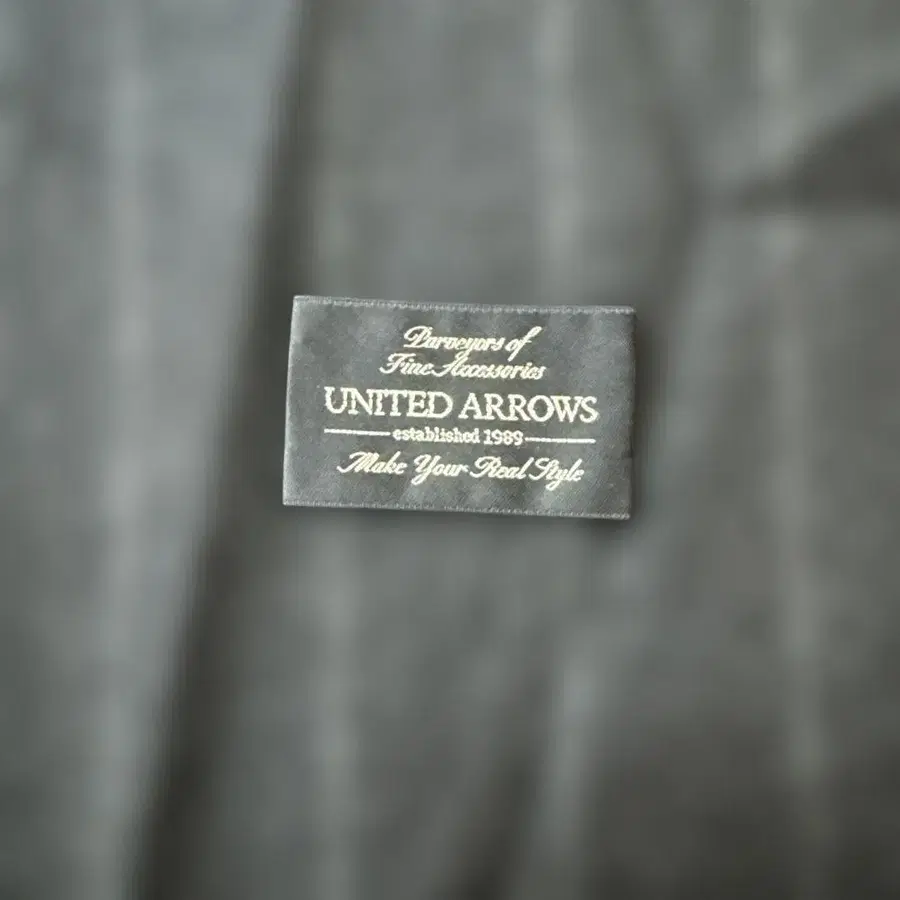 Purveyors of
Fine Accessories
UNITED ARROWS
established 1989
Make Your Real Style